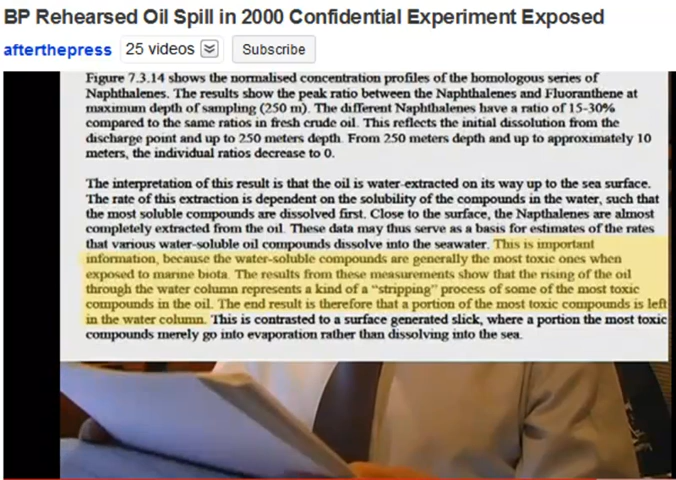 BP Rehearsed Oil Spill in 2000 Confidential Experiment Exposed
afterthepress 25 videos Subscribe
Figure 7.3.14 shows the normalised concentration profiles of the homologous series of
Naphthalenes. The results show the peak ratio between the Naphthalenes and Fluoranthene at
maximum depth of sampling (250 m). The different Naphthalenes have a ratio of 15-30%
compared to the same ratios in fresh crude oil. This reflects the initial dissolution from the
discharge point and up to 250 meters depth. From 250 meters depth and up to approximately 10
meters, the individual ratios decrease to 0.
The interpretation of this result is that the oil is water-extracted on its way up to the sea surface.
The rate of this extraction is dependent on the solubility of the compounds in the water, such that
the most soluble compounds are dissolved first. Close to the surface, the Napthalenes are almost
completely extracted from the oil. These data may thus serve as a basis for estimates of the rates
that various water-soluble oil compounds dissolve into the seawater. This is important
information, because the water-soluble compounds are generally the most toxic ones when
exposed to marine biota. The results from these measurements show that the rising of the oil
through the water column represents a kind of a “stripping” process of some of the most toxic
compounds in the oil. The end result is therefore that a portion of the most toxic compounds is left
in the water column. This is contrasted to a surface generated slick, where a portion the most toxic
compounds merely go into evaporation rather than dissolving into the sea.